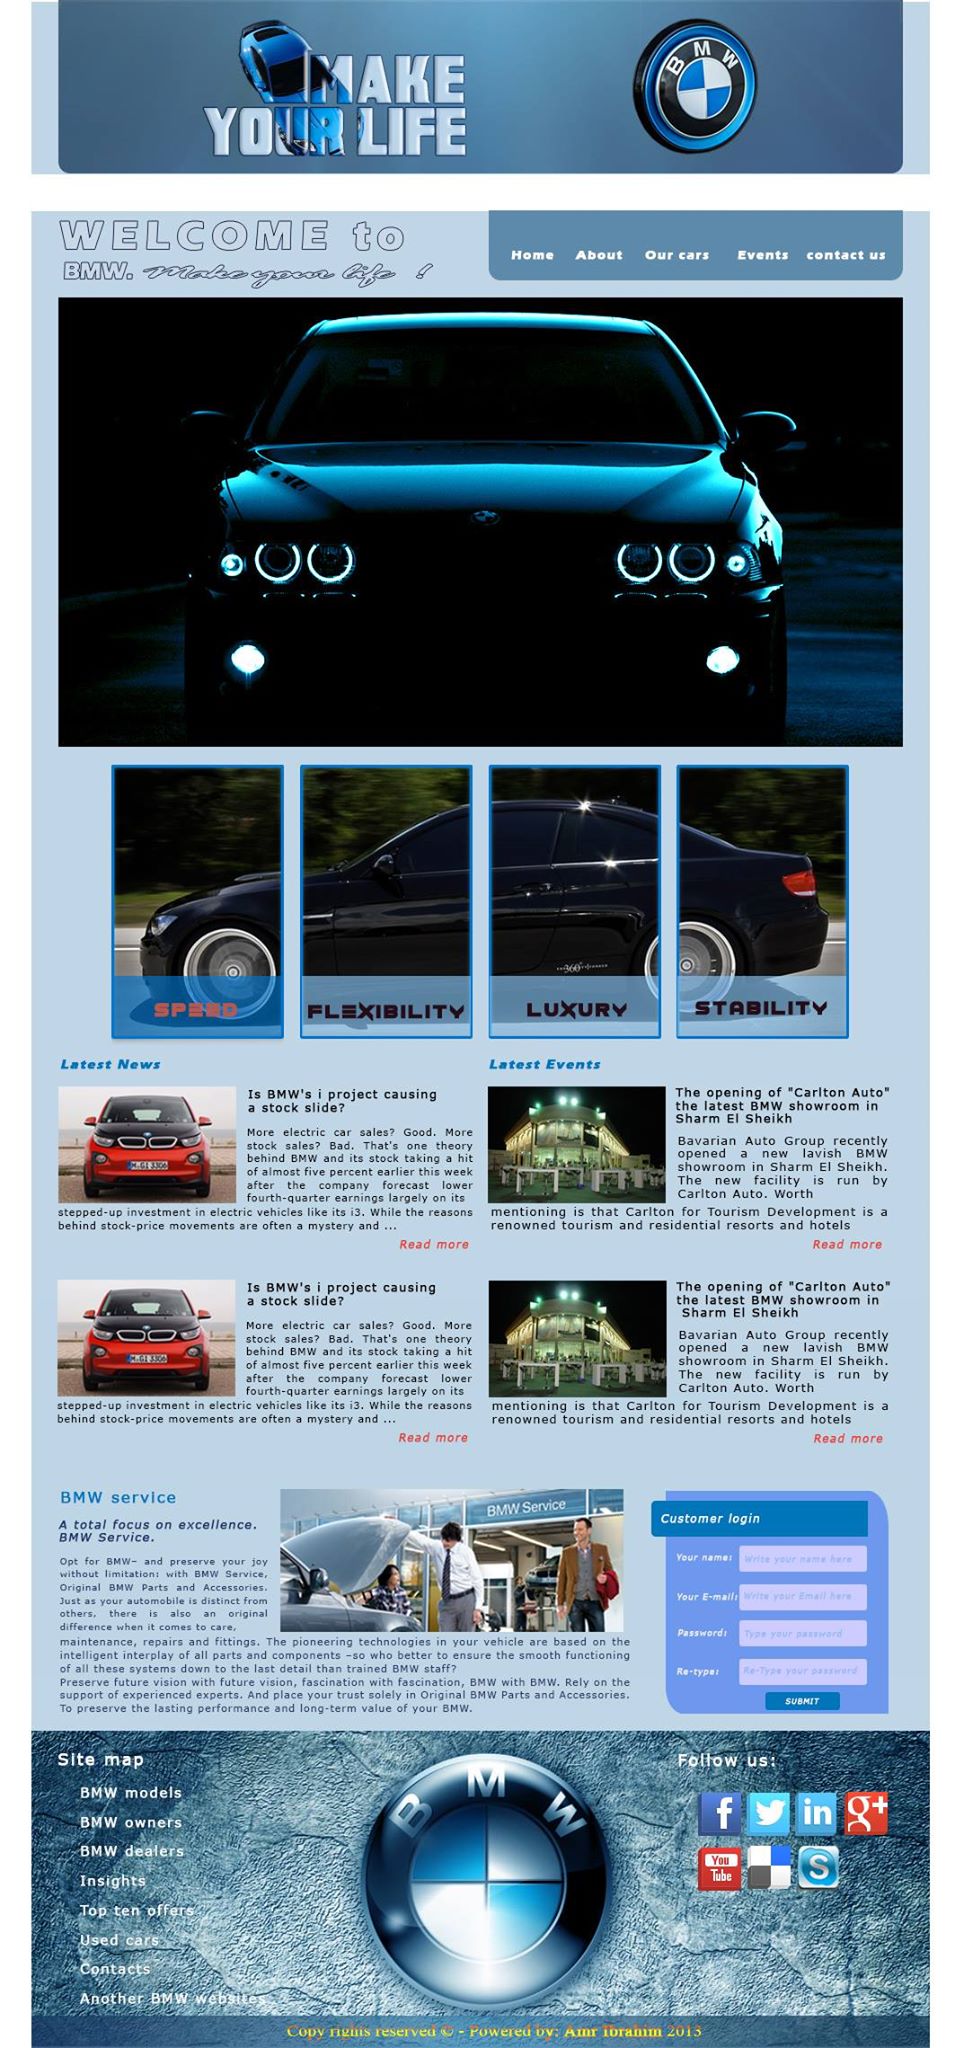 MAKE
YOUR LIFE
BMW
WELCOME to
BMW. Make your life !
Home About Our cars Events contact us
360°
SPEED FLEXIBILITY LUXURY STABILITY
Latest News
Is BMW's i project causing
a stock slide?
More electric car sales? Good. More
stock sales? Bad. That's one theory
behind BMW and its stock taking a hit
of almost five percent earlier this week
after the company forecast lower
fourth-quarter earnings largely on its
stepped-up investment in electric vehicles like its i3. While the reasons
behind stock-price movements are often a mystery and ...
Read more
Latest Events
The opening of "Carlton Auto"
the latest BMW showroom in
Sharm El Sheikh
Bavarian Auto Group recently
opened a new lavish BMW
showroom in Sharm El Sheikh.
The new facility is run by
Carlton Auto. Worth
mentioning is that Carlton for Tourism Development is a
renowned tourism and residential resorts and hotels
Read more
M·GI 3306
Is BMW's i project causing
a stock slide?
More electric car sales? Good. More
stock sales? Bad. That's one theory
behind BMW and its stock taking a hit
of almost five percent earlier this week
after the company forecast lower
fourth-quarter earnings largely on its
stepped-up investment in electric vehicles like its i3. While the reasons
behind stock-price movements are often a mystery and ...
Read more
The opening of "Carlton Auto"
the latest BMW showroom in
Sharm El Sheikh
Bavarian Auto Group recently
opened a new lavish BMW
showroom in Sharm El Sheikh.
The new facility is run by
Carlton Auto. Worth
mentioning is that Carlton for Tourism Development is a
renowned tourism and residential resorts and hotels
Read more
M·GI 3306
BMW service
A total focus on excellence.
BMW Service.
Opt for BMW– and preserve your joy
without limitation: with BMW Service,
Original BMW Parts and Accessories.
Just as your automobile is distinct from
others, there is also an original
difference when it comes to care,
maintenance, repairs and fittings. The pioneering technologies in your vehicle are based on the
intelligent interplay of all parts and components –so who better to ensure the smooth functioning
of all these systems down to the last detail than trained BMW staff?
Preserve future vision with future vision, fascination with fascination, BMW with BMW. Rely on the
support of experienced experts. And place your trust solely in Original BMW Parts and Accessories.
To preserve the lasting performance and long-term value of your BMW.
BMW Service
Customer login
Your name: Write your name here
Your E-mail: Write your Email here
Password: Type your password
Re-type: Re-Type your password
SUBMIT
Site map
BMW models
BMW owners
BMW dealers
Insights
Top ten offers
Used cars
Contacts
Another BMW websites
BMW
Follow us:
f in g+
You
Tube
S
Copy rights reserved © - Powered by: Amr Ibrahim 2013